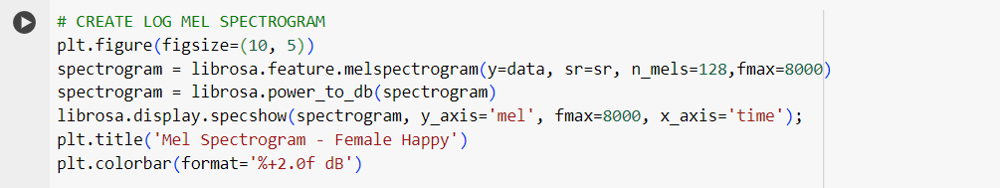 # CREATE LOG MEL SPECTROGRAM
plt.figure(figsize=(10, 5))
spectrogram = librosa.feature.melspectrogram(y=data, sr=sr, n_mels=128,fmax=8000)
spectrogram = librosa.power_to_db(spectrogram)
librosa.display.specshow(spectrogram, y_axis='mel', fmax=8000, x_axis='time');
plt.title('Mel Spectrogram - Female Happy')
plt.colorbar(format='%+2.0f dB')